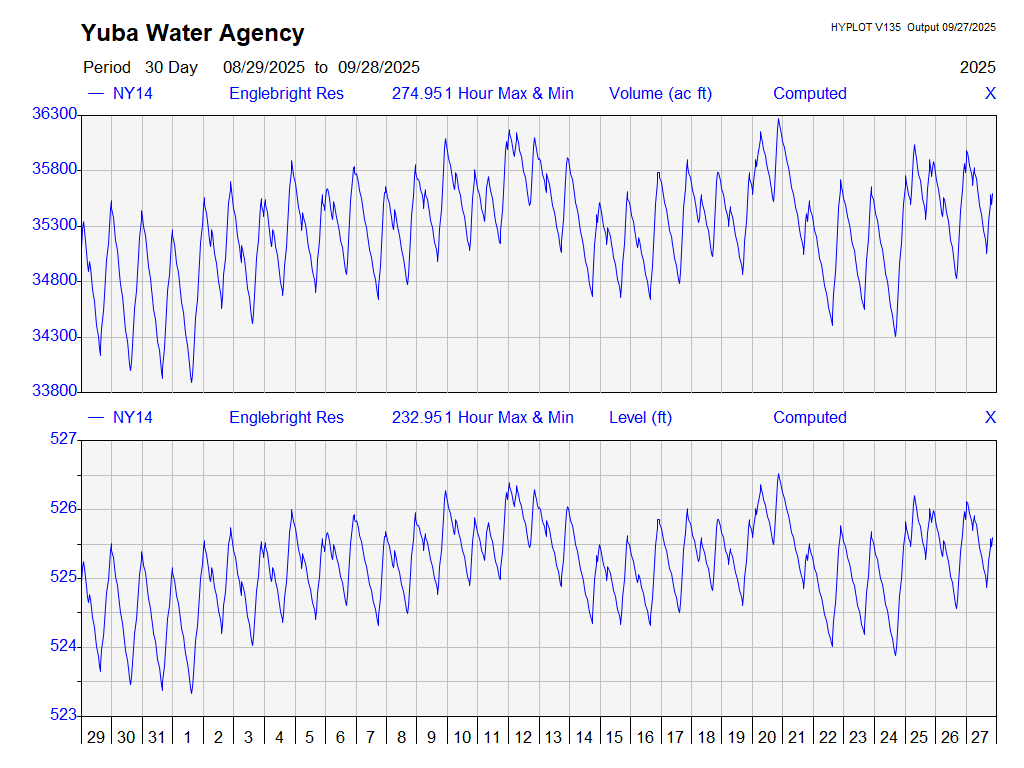 Yuba Water Agency HYPLOT V135 Output 09/27/2025
Period 30 Day 08/29/2025 to 09/28/2025 2025
NY14 Englebright Res 274.951 Hour Max & Min Volume (ac ft) Computed X
36300
35800
35300
34800
34300
33800
NY14 Englebright Res 232.951 Hour Max & Min Level (ft) Computed X
527
526
525
524
523
29 30 31 1 2 3 4 5 6 7 8 9 10 11 12 13 14 15 16 17 18 19 20 21 22 23 24 25 26 27